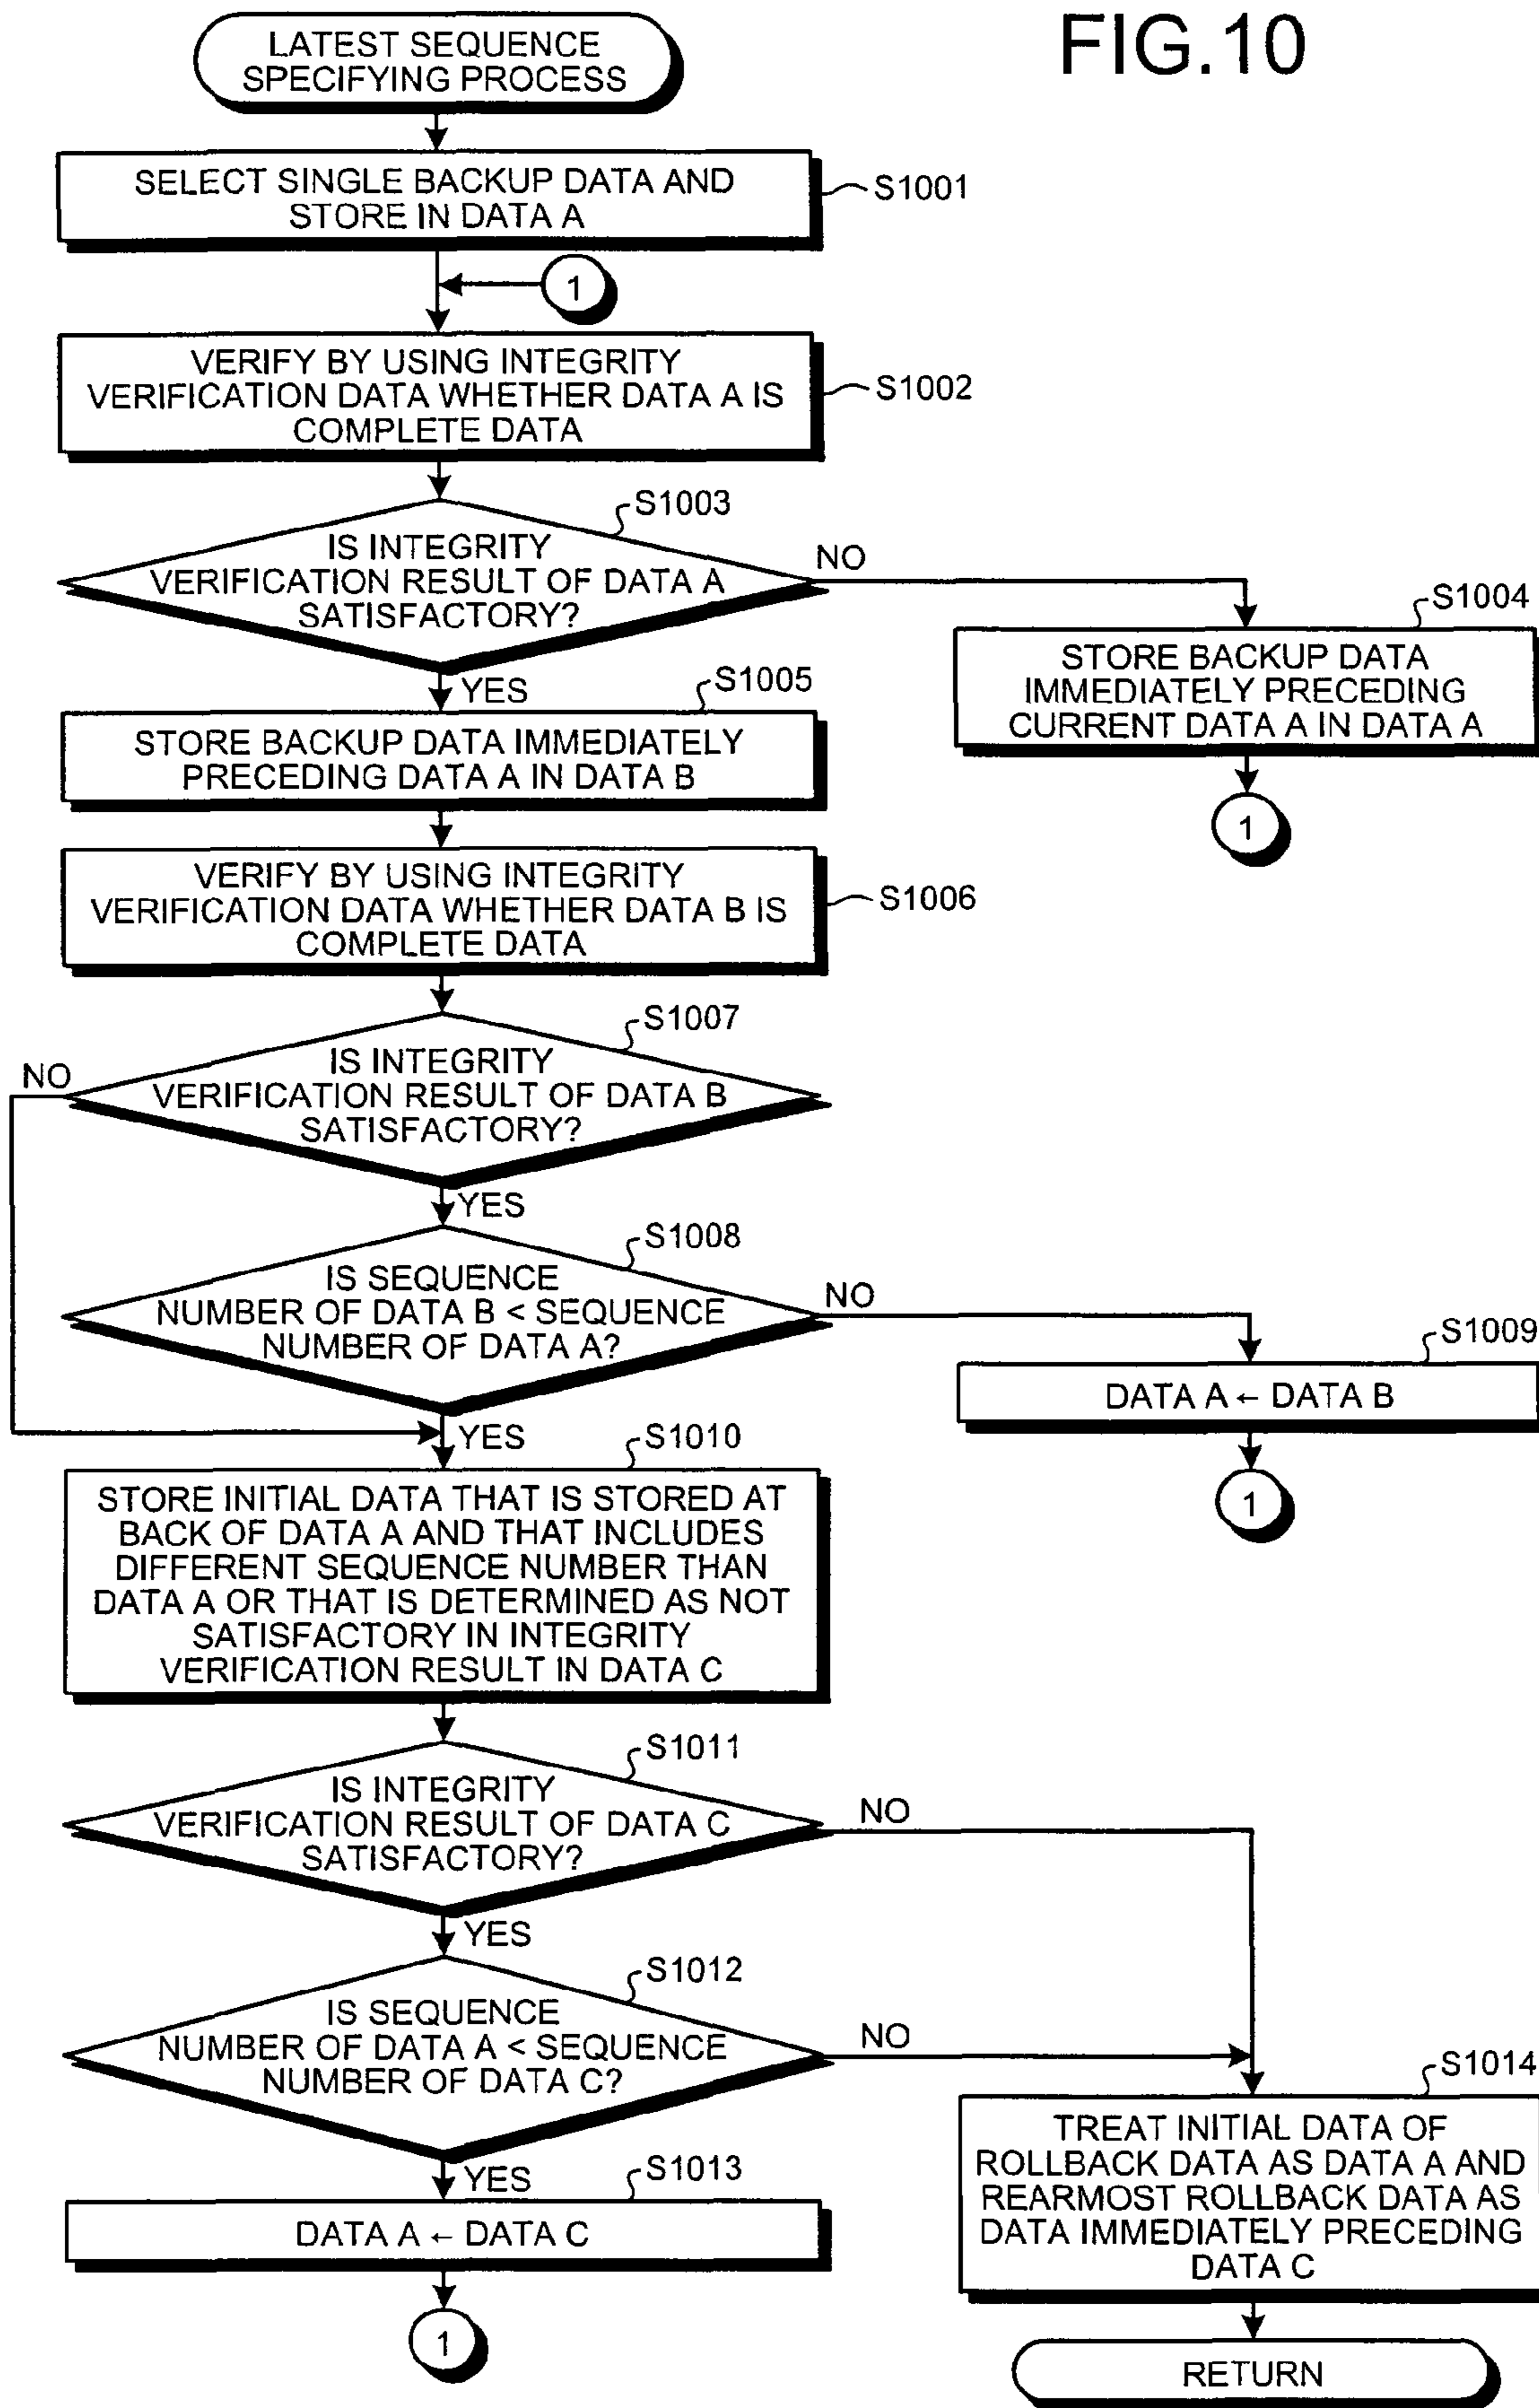 FIG.10
LATEST SEQUENCE
SPECIFYING PROCESS
SELECT SINGLE BACKUP DATA AND
STORE IN DATA A
S1001
1
VERIFY BY USING INTEGRITY
VERIFICATION DATA WHETHER DATA A IS
COMPLETE DATA
S1002
S1003
IS INTEGRITY
VERIFICATION RESULT OF DATA A
SATISFACTORY?
NO
S1004
STORE BACKUP DATA
IMMEDIATELY PRECEDING
CURRENT DATA A IN DATA A
1
YES
S1005
STORE BACKUP DATA IMMEDIATELY
PRECEDING DATA A IN DATA B
VERIFY BY USING INTEGRITY
VERIFICATION DATA WHETHER DATA B IS
COMPLETE DATA
S1006
S1007
NO
IS INTEGRITY
VERIFICATION RESULT OF DATA B
SATISFACTORY?
YES
S1008
IS SEQUENCE
NUMBER OF DATA B < SEQUENCE
NUMBER OF DATA A?
NO
S1009
DATA A ← DATA B
1
YES
S1010
STORE INITIAL DATA THAT IS STORED AT
BACK OF DATA A AND THAT INCLUDES
DIFFERENT SEQUENCE NUMBER THAN
DATA A OR THAT IS DETERMINED AS NOT
SATISFACTORY IN INTEGRITY
VERIFICATION RESULT IN DATA C
S1011
IS INTEGRITY
VERIFICATION RESULT OF DATA C
SATISFACTORY?
NO
YES
S1012
IS SEQUENCE
NUMBER OF DATA A < SEQUENCE
NUMBER OF DATA C?
NO
S1014
TREAT INITIAL DATA OF
ROLLBACK DATA AS DATA A AND
REARMOST ROLLBACK DATA AS
DATA IMMEDIATELY PRECEDING
DATA C
YES
S1013
DATA A ← DATA C
1
RETURN